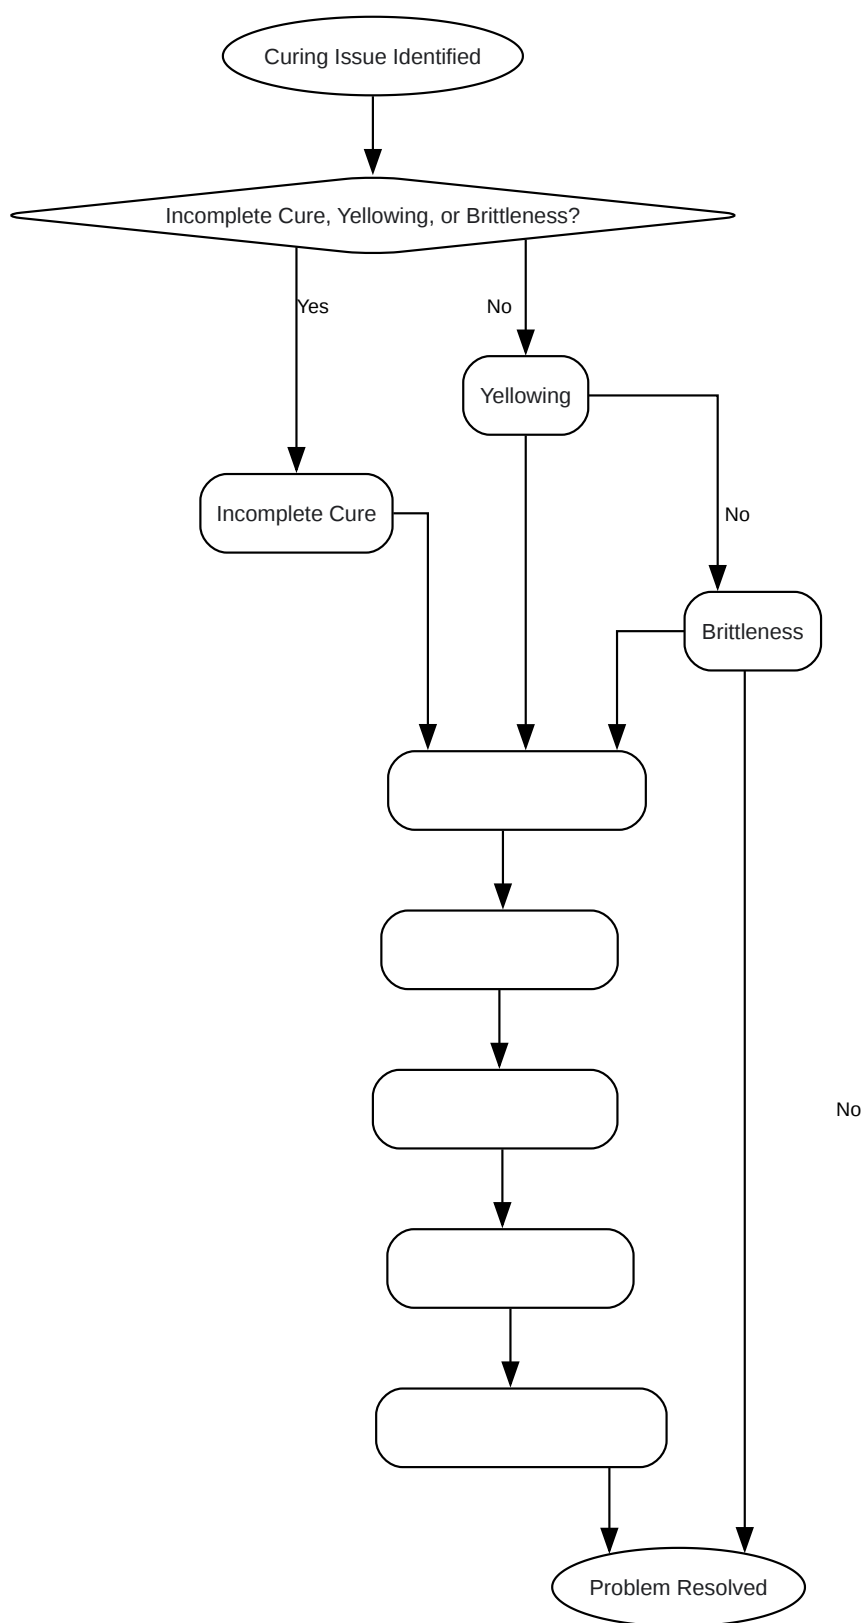 Curing Issue Identified
Incomplete Cure, Yellowing, or Brittleness?
Yes
No
Yellowing
Incomplete Cure
No
Brittleness
No
Problem Resolved